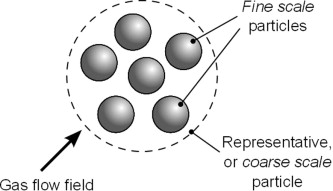 Fine scale
particles
Representative,
or coarse scale
particle
Gas flow field